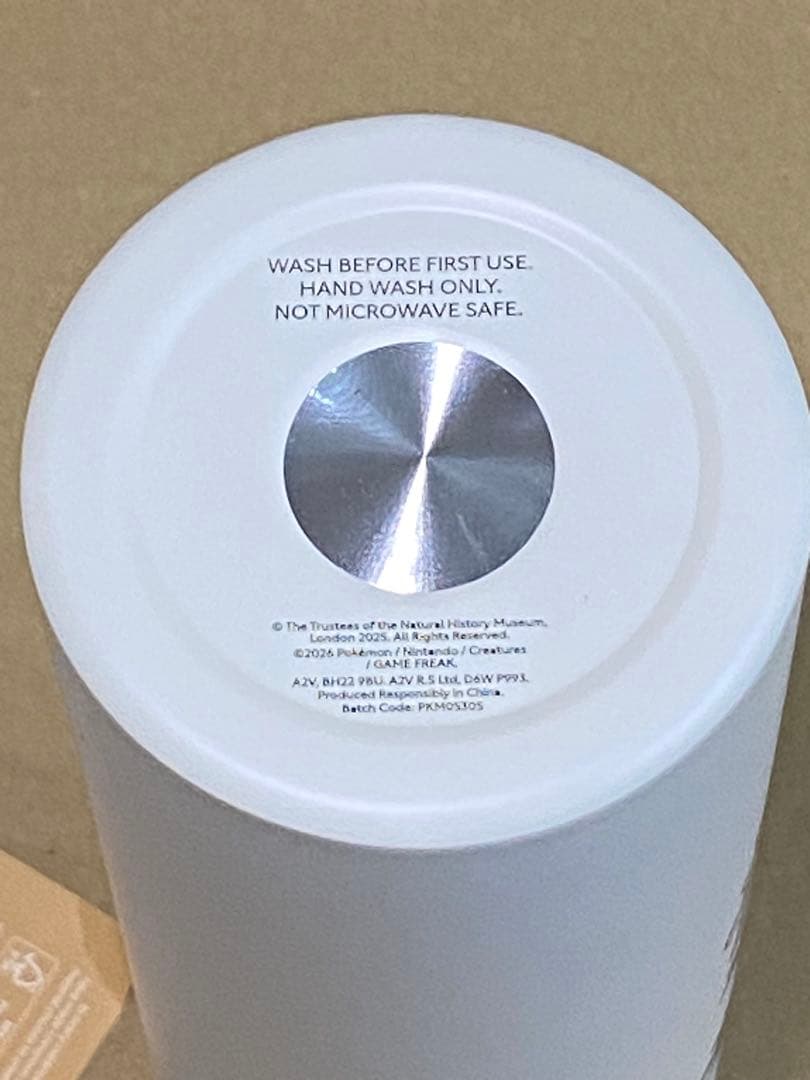 WASH BEFORE FIRST USE.
HAND WASH ONLY.
NOT MICROWAVE SAFE.
© The Trustees of the Natural History Museum,
London 2025. All Rights Reserved.
©2026 Pokémon / Nintendo / Creatures
/ GAME FREAK.
A2V, BH22 9BU. A2V R.S Ltd, D6W P993.
Produced Responsibly in China.
Batch Code: PKM05305